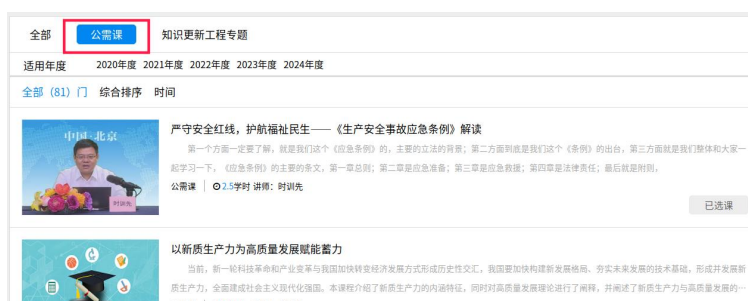 全部 公需课 知识更新工程专题
适用年度 2020年度 2021年度 2022年度 2023年度 2024年度
全部（81）门 综合排序 时间
中国·北京
时训先
严守安全红线，护航福祉民生——《生产安全事故应急条例》解读
第一个方面一定要了解，就是我们这个《应急条例》的，主要的立法的背景；第二方面到底是我们这个《条例》的出台，第三方面就是我们整体和大家一
起学习一下，《应急条例》的主要的条文，第一章总则；第二章是应急准备；第三章是应急救援；第四章是法律责任；最后就是附则，
公需课 2.5学时 讲师：时训先
已选课
以新质生产力为高质量发展赋能蓄力
当前，新一轮科技革命和产业变革与我国加快转变经济发展方式形成历史性交汇，我国要加快构建新发展格局、夯实未来发展的技术基础，形成并发展新
质生产力，全面建成社会主义现代化强国。本课程介绍了新质生产力的内涵特征，同时对高质量发展理论进行了阐释，并阐述了新质生产力与高质量发展的…